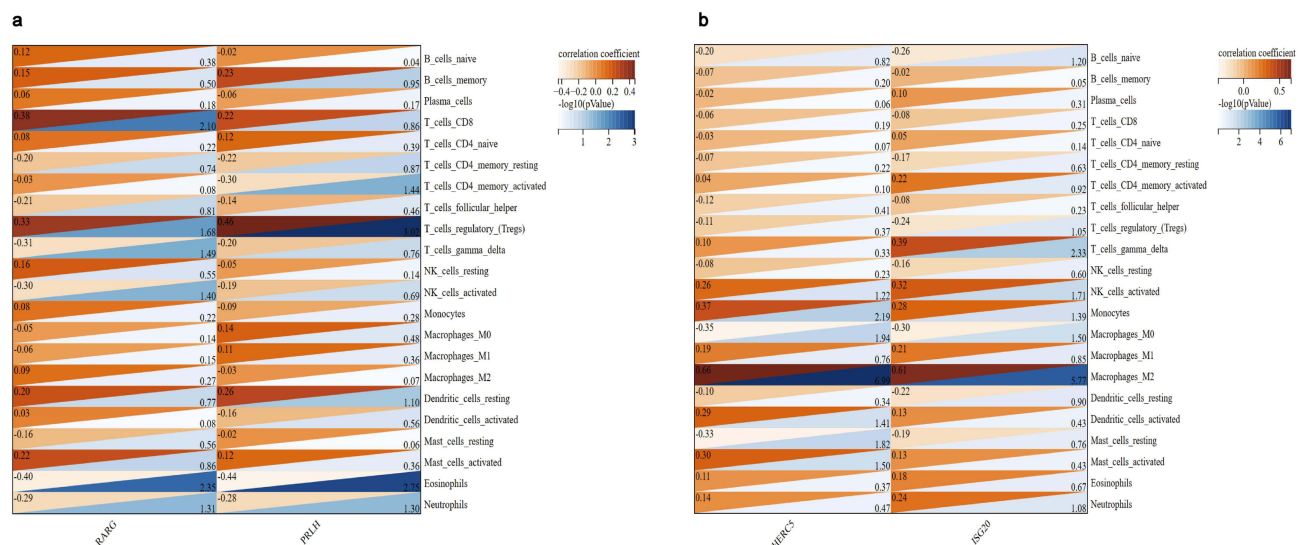 a
0.12 0.38 -0.02 0.04 B_cells_naive
0.15 0.50 0.23 0.95 B_cells_memory
0.06 0.18 -0.06 0.17 Plasma_cells
0.38 2.10 0.22 0.86 T_cells_CD8
0.08 0.22 0.12 0.39 T_cells_CD4_naive
-0.20 0.74 -0.22 0.87 T_cells_CD4_memory_resting
-0.03 0.08 -0.30 1.44 T_cells_CD4_memory_activated
-0.21 0.81 -0.14 0.46 T_cells_follicular_helper
0.33 1.68 0.46 3.02 T_cells_regulatory_(Tregs)
-0.31 1.49 -0.20 0.76 T_cells_gamma_delta
0.16 0.55 -0.05 0.14 NK_cells_resting
-0.30 1.40 -0.19 0.69 NK_cells_activated
0.08 0.22 -0.09 0.28 Monocytes
-0.05 0.14 0.14 0.48 Macrophages_M0
-0.06 0.15 0.11 0.36 Macrophages_M1
0.09 0.27 -0.03 0.07 Macrophages_M2
0.20 0.77 0.26 1.10 Dendritic_cells_resting
0.03 0.08 -0.16 0.56 Dendritic_cells_activated
-0.16 0.56 -0.02 0.06 Mast_cells_resting
0.22 0.86 0.12 0.36 Mast_cells_activated
-0.40 2.35 -0.44 2.75 Eosinophils
-0.29 1.31 -0.28 1.30 Neutrophils
RARG PRLH
correlation coefficient
-0.4 -0.2 0.0 0.2 0.4
-log10(pValue)
1 2 3
b
-0.20 0.82 -0.26 1.20 B_cells_naive
-0.07 0.20 -0.02 0.05 B_cells_memory
-0.02 0.06 0.10 0.31 Plasma_cells
-0.06 0.19 -0.08 0.25 T_cells_CD8
-0.03 0.07 0.05 0.14 T_cells_CD4_naive
-0.07 0.22 -0.17 0.63 T_cells_CD4_memory_resting
0.04 0.10 0.22 0.92 T_cells_CD4_memory_activated
-0.12 0.41 -0.08 0.23 T_cells_follicular_helper
-0.11 0.37 -0.24 1.05 T_cells_regulatory_(Tregs)
0.10 0.33 0.39 2.33 T_cells_gamma_delta
-0.08 0.23 -0.16 0.60 NK_cells_resting
0.26 1.22 0.32 1.71 NK_cells_activated
0.37 2.19 0.28 1.39 Monocytes
-0.35 1.94 -0.30 1.50 Macrophages_M0
0.19 0.76 0.21 0.85 Macrophages_M1
0.66 6.99 0.61 5.77 Macrophages_M2
-0.10 0.34 -0.22 0.90 Dendritic_cells_resting
0.29 1.41 0.13 0.43 Dendritic_cells_activated
-0.33 1.82 -0.19 0.76 Mast_cells_resting
0.30 1.50 0.13 0.43 Mast_cells_activated
0.11 0.37 0.18 0.67 Eosinophils
0.14 0.47 0.24 1.08 Neutrophils
HERC5 ISG20
correlation coefficient
0.0 0.5
-log10(pValue)
2 4 6